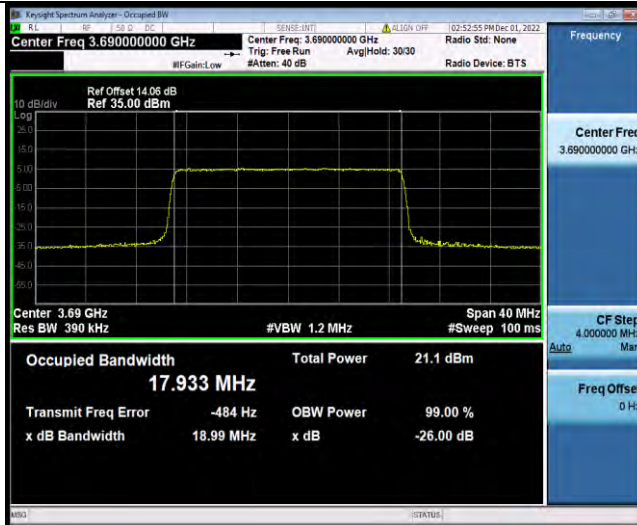 Keysight Spectrum Analyzer - Occupied BW
RL RF 50 Ω DC SENSE:INT ALIGN OFF 02:52:55 PM Dec 01, 2022
Center Freq 3.690000000 GHz
Center Freq: 3.690000000 GHz
Radio Std: None
Trig: Free Run Avg|Hold: 30/30
#IFGain:Low
#Atten: 40 dB
Radio Device: BTS
Frequency
Ref Offset 14.06 dB
10 dB/div Ref 35.00 dBm
Log
25.0
15.0
5.00
-5.00
-15.0
-25.0
-35.0
-45.0
-55.0
Center Freq
3.690000000 GHz
Center 3.69 GHz
Span 40 MHz
Res BW 390 kHz
#VBW 1.2 MHz
#Sweep 100 ms
CF Step
4.000000 MHz
Auto Man
Occupied Bandwidth
Total Power 21.1 dBm
17.933 MHz
Freq Offset
0 Hz
Transmit Freq Error -484 Hz
OBW Power 99.00 %
x dB Bandwidth 18.99 MHz
x dB -26.00 dB
MSG STATUS